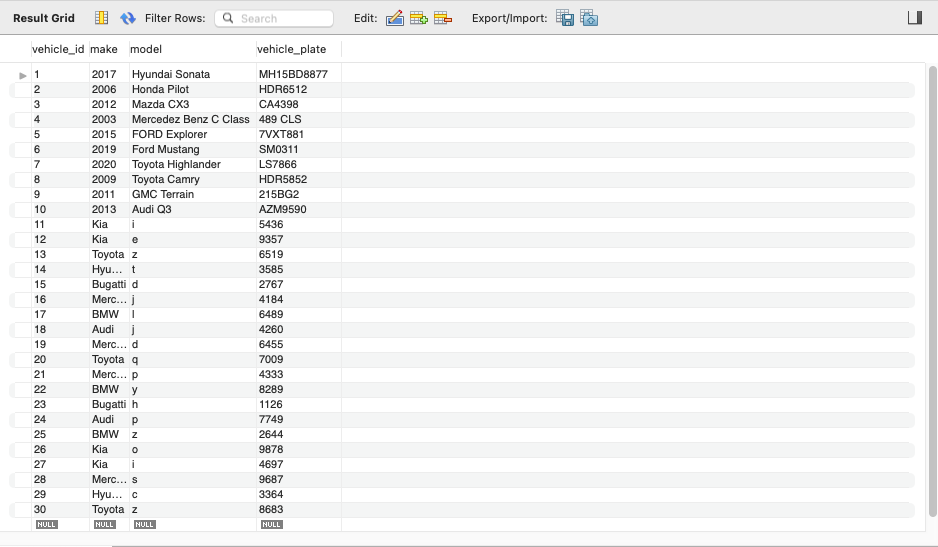 Result Grid Filter Rows: Search Edit: Export/Import:
vehicle_id make model vehicle_plate
1 2017 Hyundai Sonata MH15BD8877
2 2006 Honda Pilot HDR6512
3 2012 Mazda CX3 CA4398
4 2003 Mercedez Benz C Class 489 CLS
5 2015 FORD Explorer 7VXT881
6 2019 Ford Mustang SM0311
7 2020 Toyota Highlander LS7866
8 2009 Toyota Camry HDR5852
9 2011 GMC Terrain 215BG2
10 2013 Audi Q3 AZM9590
11 Kia i 5436
12 Kia e 9357
13 Toyota z 6519
14 Hyu... t 3585
15 Bugatti d 2767
16 Merc... j 4184
17 BMW l 6489
18 Audi j 4260
19 Merc... d 6455
20 Toyota q 7009
21 Merc... p 4333
22 BMW y 8289
23 Bugatti h 1126
24 Audi p 7749
25 BMW z 2644
26 Kia o 9878
27 Kia i 4697
28 Merc... s 9687
29 Hyu... c 3364
30 Toyota z 8683
NULL NULL NULL NULL